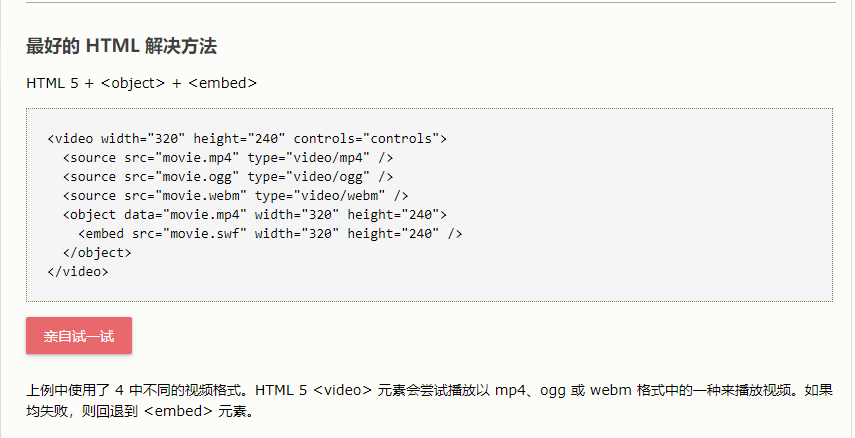 最好的 HTML 解决方法
HTML 5 + <object> + <embed>
<video width="320" height="240" controls="controls">
  <source src="movie.mp4" type="video/mp4" />
  <source src="movie.ogg" type="video/ogg" />
  <source src="movie.webm" type="video/webm" />
  <object data="movie.mp4" width="320" height="240">
    <embed src="movie.swf" width="320" height="240" />
  </object>
</video>
亲自试一试
上例中使用了 4 中不同的视频格式。HTML 5 <video> 元素会尝试播放以 mp4、ogg 或 webm 格式中的一种来播放视频。如果
均失败，则回退到 <embed> 元素。